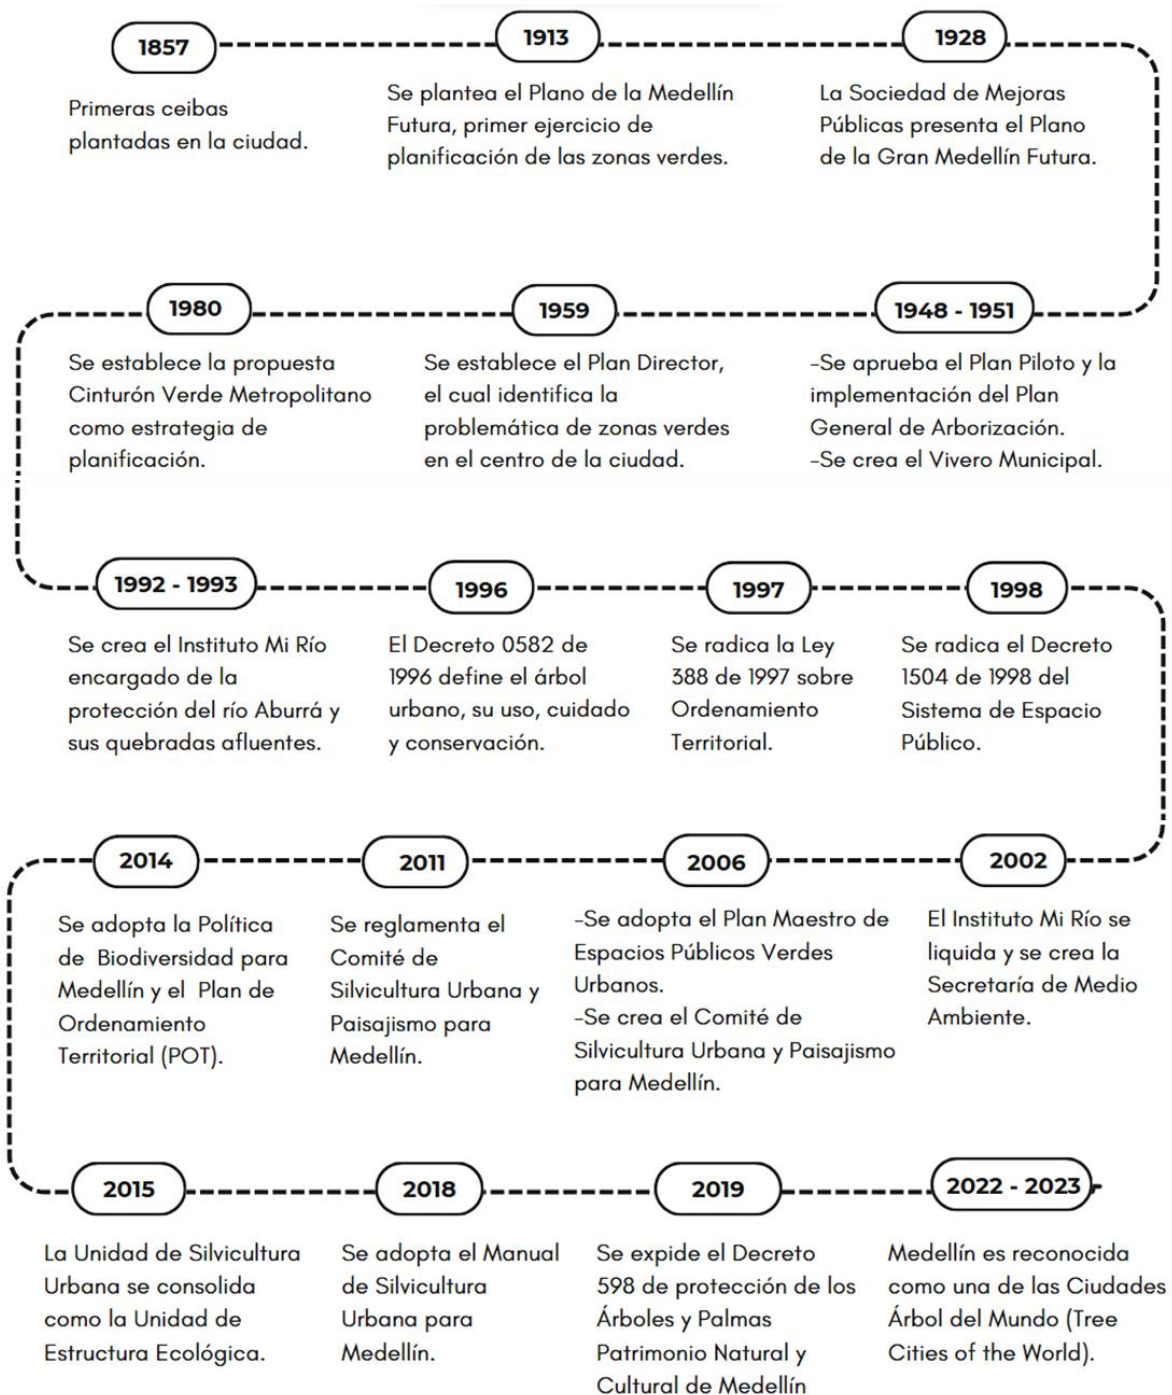 1857
Primeras ceibas
plantadas en la ciudad.
1913
Se plantea el Plano de la Medellín
Futura, primer ejercicio de
planificación de las zonas verdes.
1928
La Sociedad de Mejoras
Públicas presenta el Plano
de la Gran Medellín Futura.
1948 - 1951
-Se aprueba el Plan Piloto y la
implementación del Plan
General de Arborización.
-Se crea el Vivero Municipal.
1959
Se establece el Plan Director,
el cual identifica la
problemática de zonas verdes
en el centro de la ciudad.
1980
Se establece la propuesta
Cinturón Verde Metropolitano
como estrategia de
planificación.
1992 - 1993
Se crea el Instituto Mi Río
encargado de la
protección del río Aburrá y
sus quebradas afluentes.
1996
El Decreto 0582 de
1996 define el árbol
urbano, su uso, cuidado
y conservación.
1997
Se radica la Ley
388 de 1997 sobre
Ordenamiento
Territorial.
1998
Se radica el Decreto
1504 de 1998 del
Sistema de Espacio
Público.
2002
El Instituto Mi Río se
liquida y se crea la
Secretaría de Medio
Ambiente.
2006
-Se adopta el Plan Maestro de
Espacios Públicos Verdes
Urbanos.
-Se crea el Comité de
Silvicultura Urbana y Paisajismo
para Medellín.
2011
Se reglamenta el
Comité de
Silvicultura Urbana y
Paisajismo para
Medellín.
2014
Se adopta la Política
de Biodiversidad para
Medellín y el Plan de
Ordenamiento
Territorial (POT).
2015
La Unidad de Silvicultura
Urbana se consolida
como la Unidad de
Estructura Ecológica.
2018
Se adopta el Manual
de Silvicultura
Urbana para
Medellín.
2019
Se expide el Decreto
598 de protección de los
Árboles y Palmas
Patrimonio Natural y
Cultural de Medellín
2022 - 2023
Medellín es reconocida
como una de las Ciudades
Árbol del Mundo (Tree
Cities of the World).